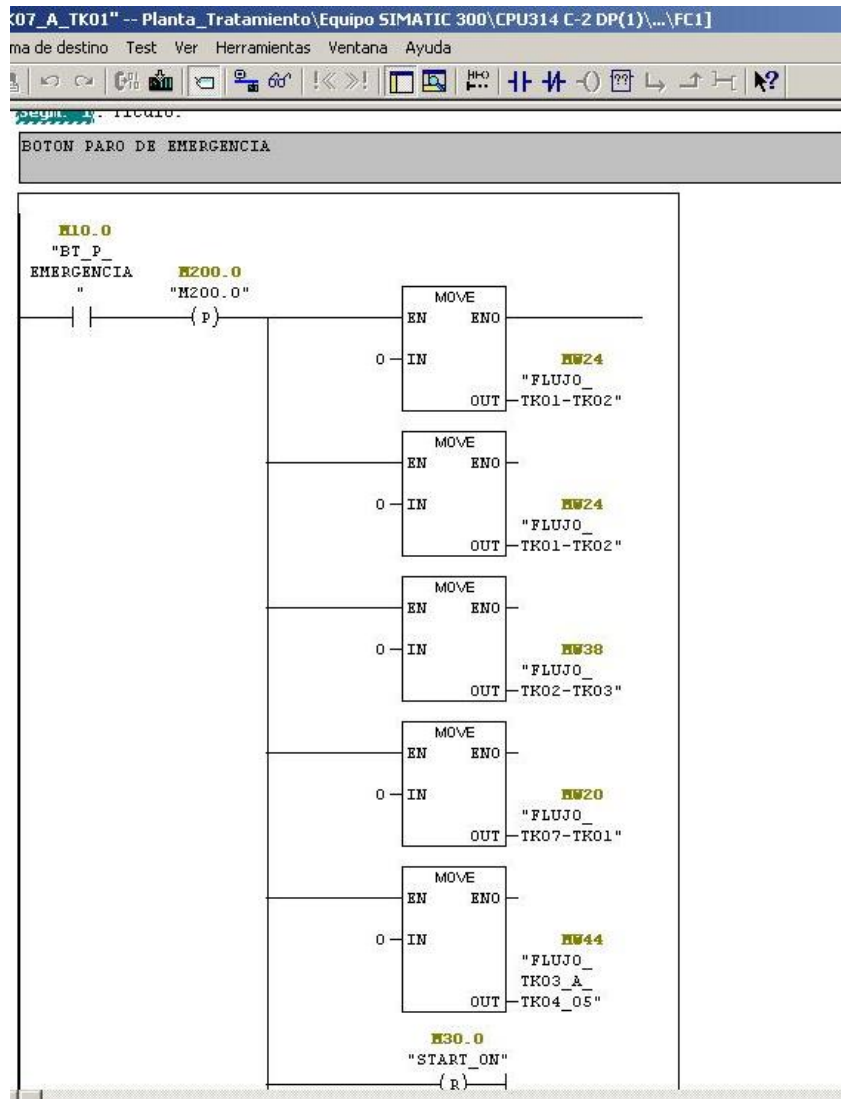 K07_A_TK01" -- Planta_Tratamiento\Equipo SIMATIC 300\CPU314 C-2 DP(1)\...\FC1]
ma de destino Test Ver Herramientas Ventana Ayuda
Segm. 1: Título:
BOTON PARO DE EMERGENCIA
M10.0
"BT_P_
EMERGENCIA
"
M200.0
"M200.0"
( P )
MOVE
EN ENO
0 IN
MW24
"FLUJO_
OUT TK01-TK02"
MOVE
EN ENO
0 IN
MW24
"FLUJO_
OUT TK01-TK02"
MOVE
EN ENO
0 IN
MW38
"FLUJO_
OUT TK02-TK03"
MOVE
EN ENO
0 IN
MW20
"FLUJO_
OUT TK07-TK01"
MOVE
EN ENO
0 IN
MW44
"FLUJO_
TK03_A_
OUT TK04_05"
M30.0
"START_ON"
( R )